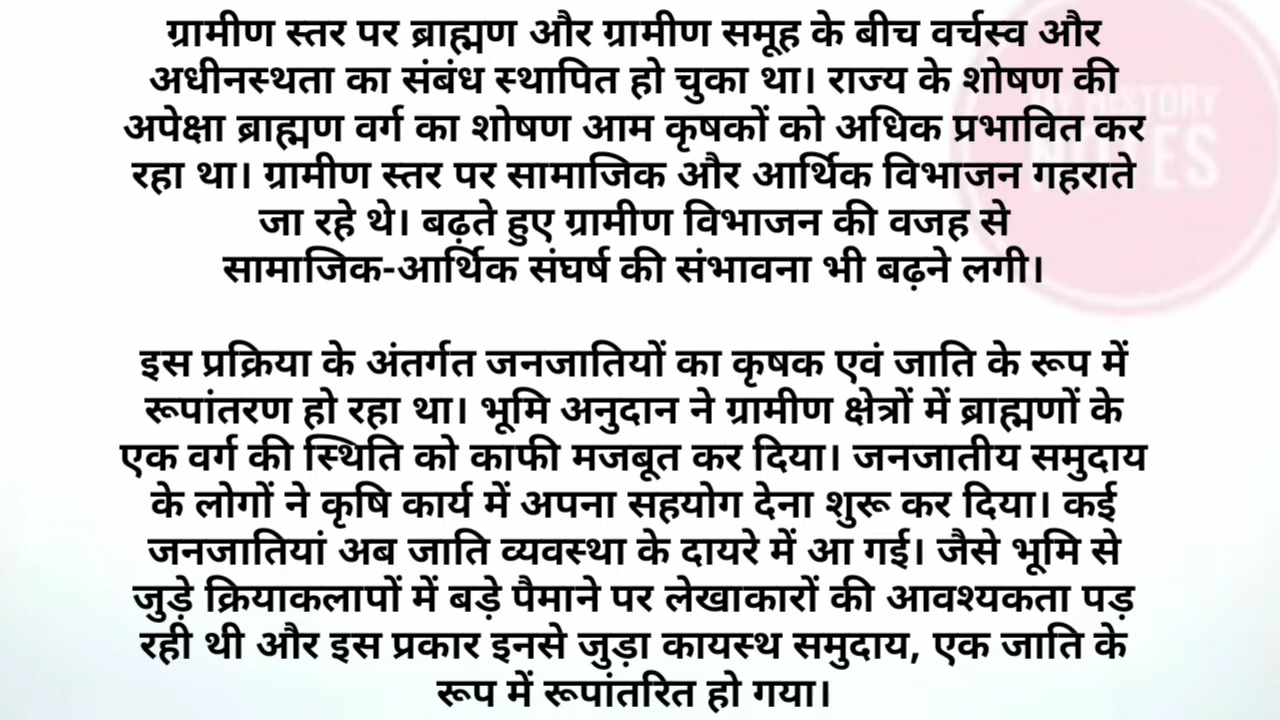 ग्रामीण स्तर पर ब्राह्मण और ग्रामीण समूह के बीच वर्चस्व और
अधीनस्थता का संबंध स्थापित हो चुका था। राज्य के शोषण की
अपेक्षा ब्राह्मण वर्ग का शोषण आम कृषकों को अधिक प्रभावित कर
रहा था। ग्रामीण स्तर पर सामाजिक और आर्थिक विभाजन गहराते
जा रहे थे। बढ़ते हुए ग्रामीण विभाजन की वजह से
सामाजिक-आर्थिक संघर्ष की संभावना भी बढ़ने लगी।
इस प्रक्रिया के अंतर्गत जनजातियों का कृषक एवं जाति के रूप में
रूपांतरण हो रहा था। भूमि अनुदान ने ग्रामीण क्षेत्रों में ब्राह्मणों के
एक वर्ग की स्थिति को काफी मजबूत कर दिया। जनजातीय समुदाय
के लोगों ने कृषि कार्य में अपना सहयोग देना शुरू कर दिया। कई
जनजातियां अब जाति व्यवस्था के दायरे में आ गई। जैसे भूमि से
जुड़े क्रियाकलापों में बड़े पैमाने पर लेखाकारों की आवश्यकता पड़
रही थी और इस प्रकार इनसे जुड़ा कायस्थ समुदाय, एक जाति के
रूप में रूपांतरित हो गया।